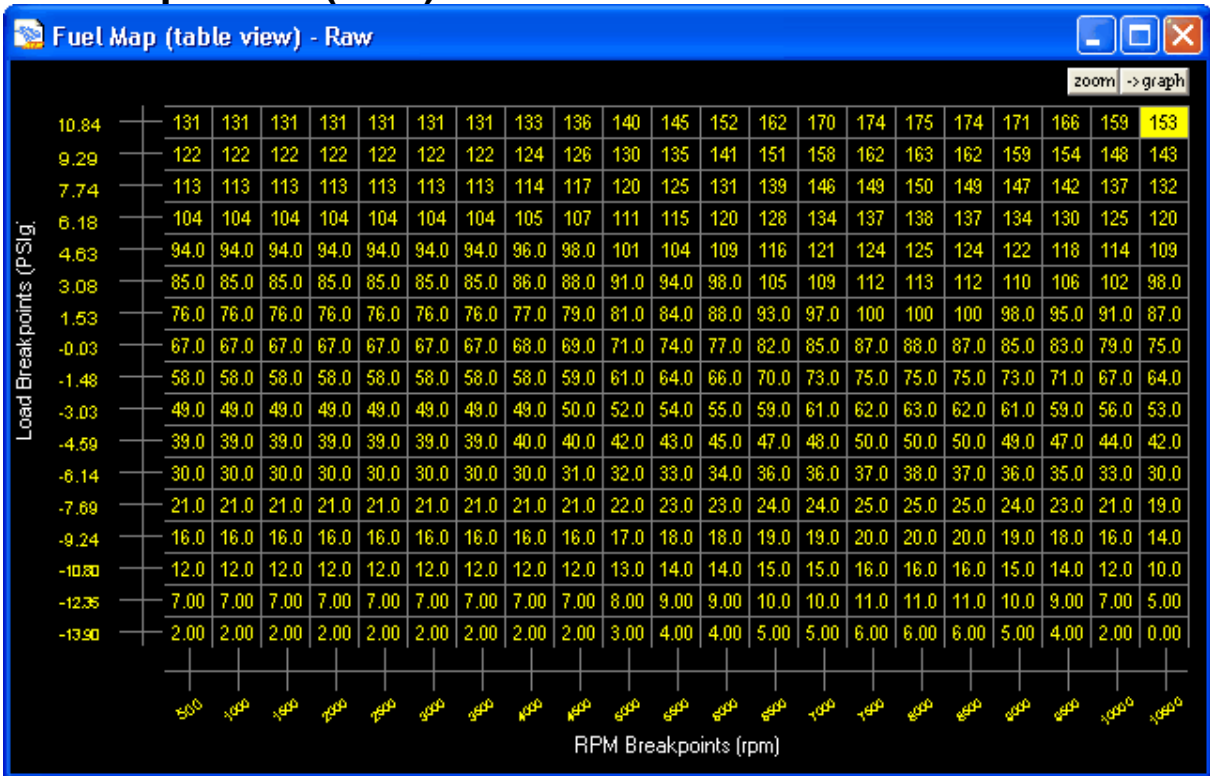 Fuel Map (table view) - Raw
zoom ->graph
10.84 131 131 131 131 131 131 131 133 136 140 145 152 162 170 174 175 174 171 166 159 153
9.29 122 122 122 122 122 122 122 124 126 130 135 141 151 158 162 163 162 159 154 148 143
7.74 113 113 113 113 113 113 113 114 117 120 125 131 139 146 149 150 149 147 142 137 132
6.18 104 104 104 104 104 104 104 105 107 111 115 120 128 134 137 138 137 134 130 125 120
4.63 94.0 94.0 94.0 94.0 94.0 94.0 94.0 96.0 98.0 101 104 109 116 121 124 125 124 122 118 114 109
3.08 85.0 85.0 85.0 85.0 85.0 85.0 85.0 86.0 88.0 91.0 94.0 98.0 105 109 112 113 112 110 106 102 98.0
1.53 76.0 76.0 76.0 76.0 76.0 76.0 76.0 77.0 79.0 81.0 84.0 88.0 93.0 97.0 100 100 100 98.0 95.0 91.0 87.0
-0.03 67.0 67.0 67.0 67.0 67.0 67.0 67.0 68.0 69.0 71.0 74.0 77.0 82.0 85.0 87.0 88.0 87.0 85.0 83.0 79.0 75.0
-1.48 58.0 58.0 58.0 58.0 58.0 58.0 58.0 58.0 59.0 61.0 64.0 66.0 70.0 73.0 75.0 75.0 75.0 73.0 71.0 67.0 64.0
-3.03 49.0 49.0 49.0 49.0 49.0 49.0 49.0 49.0 50.0 52.0 54.0 55.0 59.0 61.0 62.0 63.0 62.0 61.0 59.0 56.0 53.0
-4.59 39.0 39.0 39.0 39.0 39.0 39.0 39.0 40.0 40.0 42.0 43.0 45.0 47.0 48.0 50.0 50.0 50.0 49.0 47.0 44.0 42.0
-6.14 30.0 30.0 30.0 30.0 30.0 30.0 30.0 30.0 31.0 32.0 33.0 34.0 36.0 36.0 37.0 38.0 37.0 36.0 35.0 33.0 30.0
-7.69 21.0 21.0 21.0 21.0 21.0 21.0 21.0 21.0 21.0 22.0 23.0 23.0 24.0 24.0 25.0 25.0 25.0 24.0 23.0 21.0 19.0
-9.24 16.0 16.0 16.0 16.0 16.0 16.0 16.0 16.0 16.0 17.0 18.0 18.0 19.0 19.0 20.0 20.0 20.0 19.0 18.0 16.0 14.0
-10.80 12.0 12.0 12.0 12.0 12.0 12.0 12.0 12.0 12.0 13.0 14.0 14.0 15.0 15.0 16.0 16.0 16.0 15.0 14.0 12.0 10.0
-12.35 7.00 7.00 7.00 7.00 7.00 7.00 7.00 7.00 7.00 8.00 9.00 9.00 10.0 10.0 11.0 11.0 11.0 10.0 9.00 7.00 5.00
-13.90 2.00 2.00 2.00 2.00 2.00 2.00 2.00 2.00 2.00 3.00 4.00 4.00 5.00 5.00 6.00 6.00 6.00 5.00 4.00 2.00 0.00
500 1000 1500 2000 2500 3000 3500 4000 4500 5000 5500 6000 6500 7000 7500 8000 8500 9000 9500 10000 10500
Load Breakpoints (PSIg)
RPM Breakpoints (rpm)